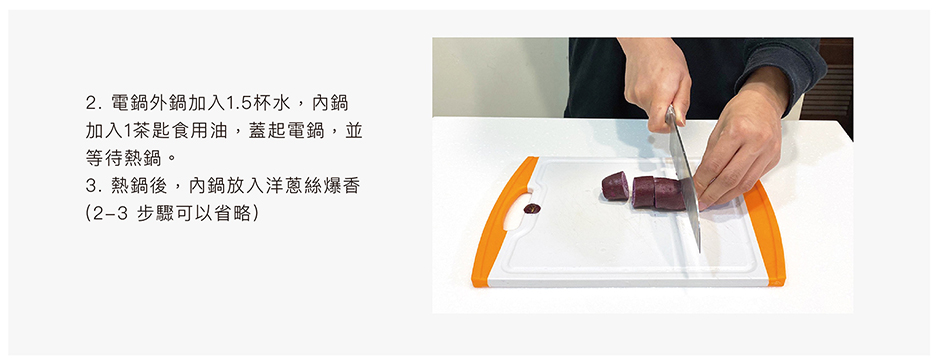 2. 電鍋外鍋加入1.5杯水，內鍋
加入1茶匙食用油，蓋起電鍋，並
等待熱鍋。
3. 熱鍋後，內鍋放入洋蔥絲爆香
(2–3 步驟可以省略)